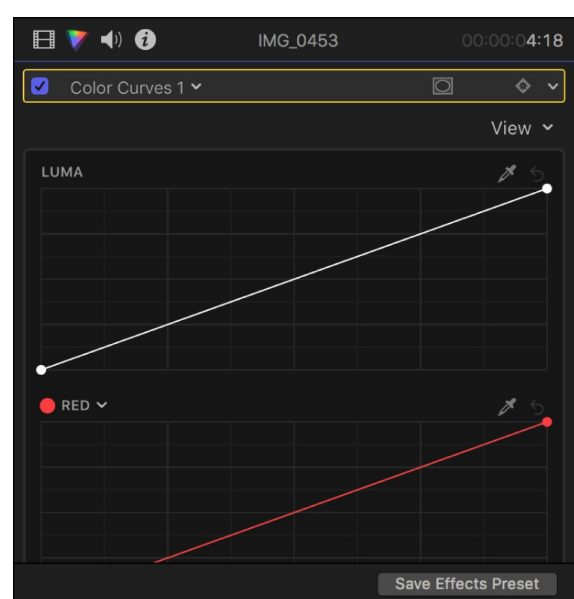 IMG_0453 00:00:04:18
Color Curves 1
View
LUMA
RED
Save Effects Preset